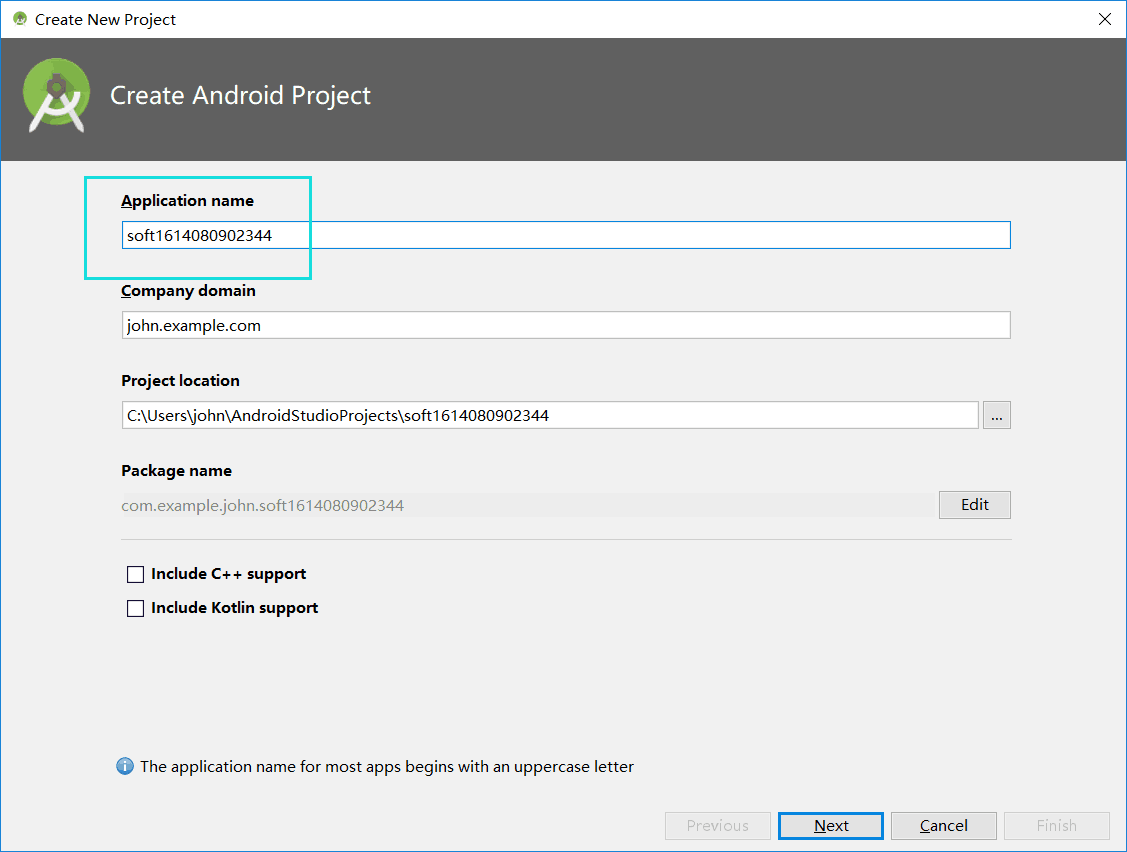 Create New Project
Create Android Project
Application name
soft1614080902344
Company domain
john.example.com
Project location
C:\Users\john\AndroidStudioProjects\soft1614080902344
...
Package name
com.example.john.soft1614080902344
Edit
Include C++ support
Include Kotlin support
The application name for most apps begins with an uppercase letter
Previous Next Cancel Finish